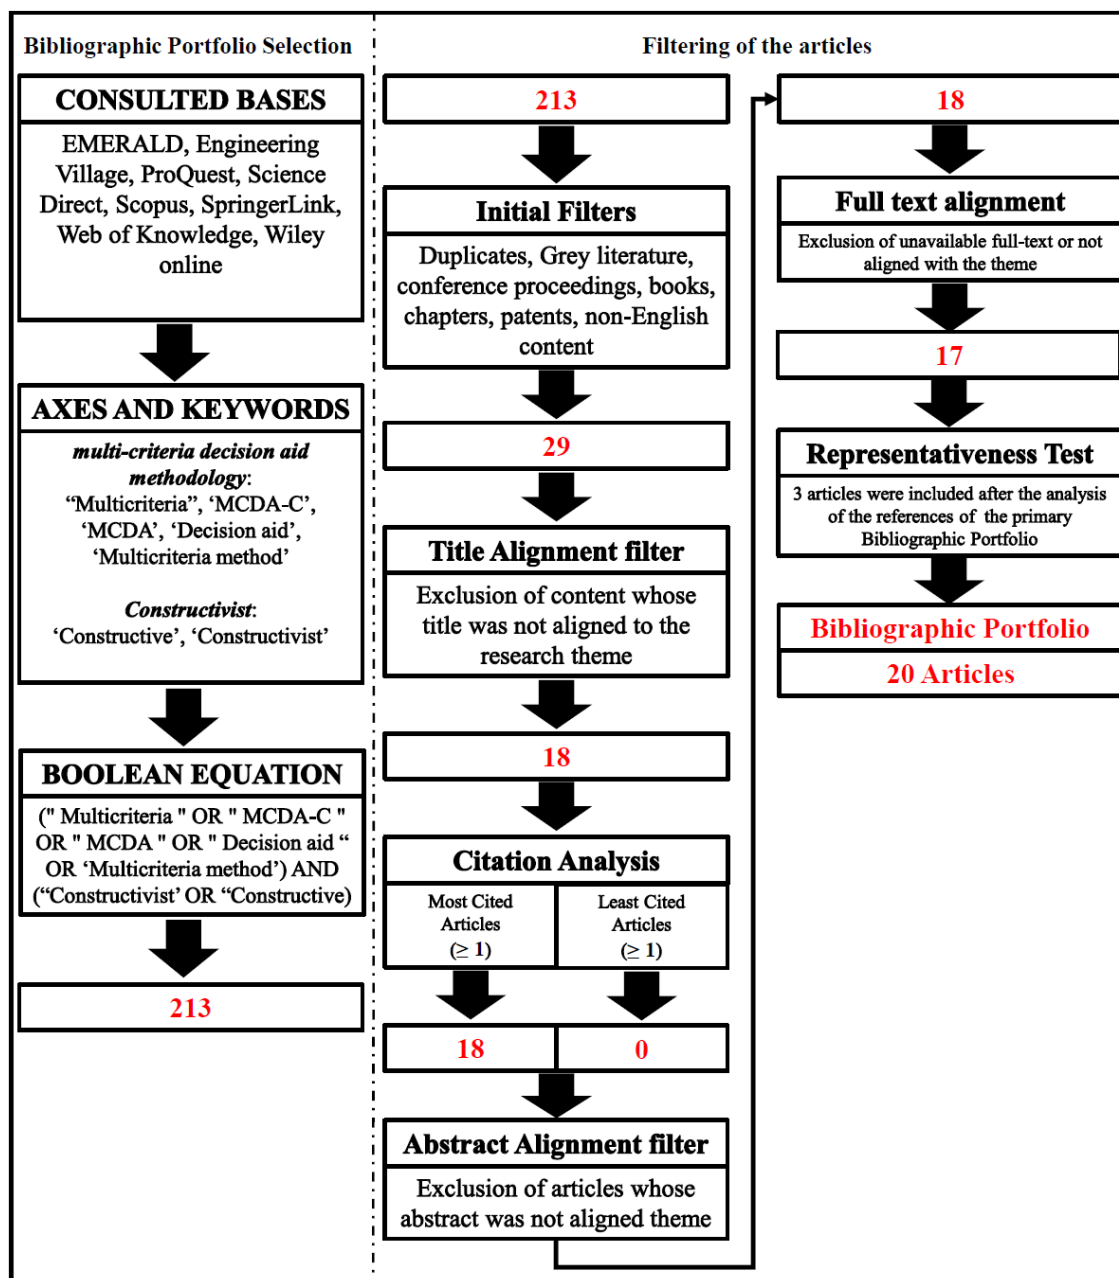 Bibliographic Portfolio Selection
CONSULTED BASES
EMERALD, Engineering
Village, ProQuest, Science
Direct, Scopus, SpringerLink,
Web of Knowledge, Wiley
online
AXES AND KEYWORDS
multi-criteria decision aid
methodology:
“Multicriteria”, ‘MCDA-C’,
‘MCDA’, ‘Decision aid’,
‘Multicriteria method’
Constructivist:
‘Constructive’, ‘Constructivist’
BOOLEAN EQUATION
(" Multicriteria " OR " MCDA-C "
OR " MCDA " OR " Decision aid “
OR ‘Multicriteria method’) AND
(“Constructivist’ OR “Constructive)
213
Filtering of the articles
213
Initial Filters
Duplicates, Grey literature,
conference proceedings, books,
chapters, patents, non-English
content
29
Title Alignment filter
Exclusion of content whose
title was not aligned to the
research theme
18
Citation Analysis
Most Cited
Articles
(≥ 1)
Least Cited
Articles
(≥ 1)
18
0
Abstract Alignment filter
Exclusion of articles whose
abstract was not aligned theme
18
Full text alignment
Exclusion of unavailable full-text or not
aligned with the theme
17
Representativeness Test
3 articles were included after the analysis
of the references of the primary
Bibliographic Portfolio
Bibliographic Portfolio
20 Articles